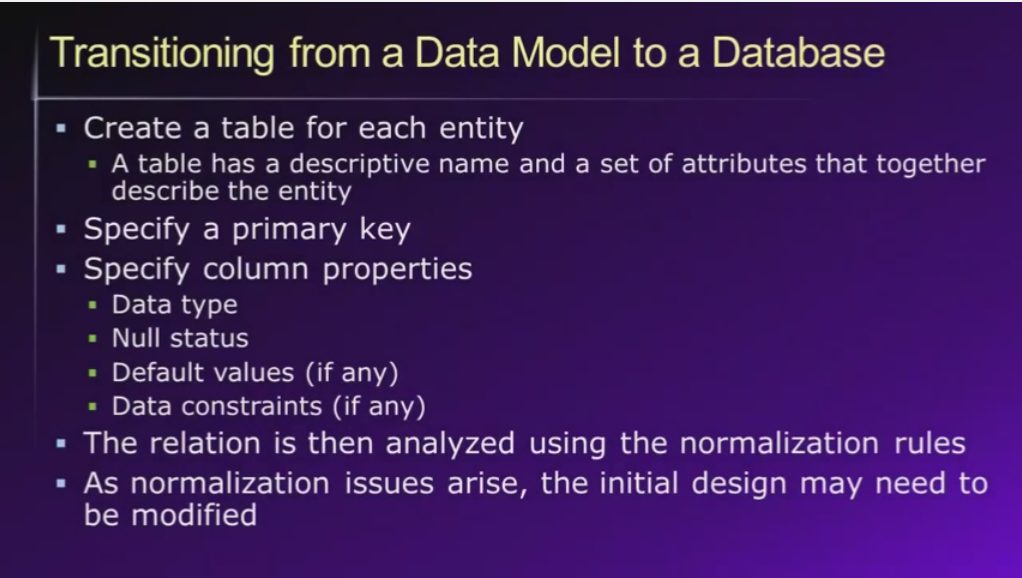 Transitioning from a Data Model to a Database
▪ Create a table for each entity
▪ A table has a descriptive name and a set of attributes that together
describe the entity
▪ Specify a primary key
▪ Specify column properties
▪ Data type
▪ Null status
▪ Default values (if any)
▪ Data constraints (if any)
▪ The relation is then analyzed using the normalization rules
▪ As normalization issues arise, the initial design may need to
be modified